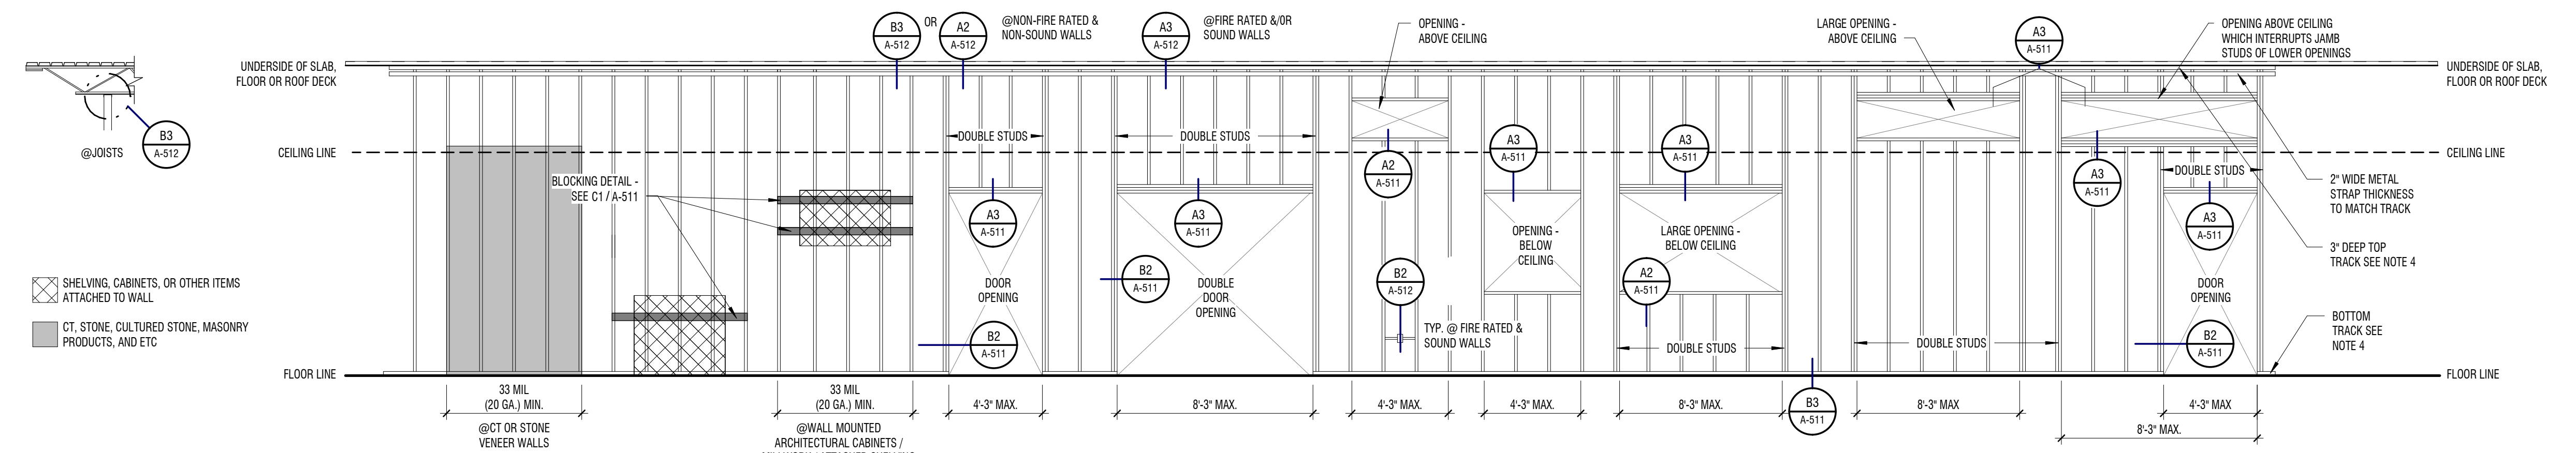 B3
A-512
OR
A2
A-512
@NON-FIRE RATED &
NON-SOUND WALLS
A3
A-512
@FIRE RATED &/0R
SOUND WALLS
OPENING -
ABOVE CEILING
LARGE OPENING -
ABOVE CEILING
A3
A-511
OPENING ABOVE CEILING
WHICH INTERRUPTS JAMB
STUDS OF LOWER OPENINGS
UNDERSIDE OF SLAB,
FLOOR OR ROOF DECK
UNDERSIDE OF SLAB,
FLOOR OR ROOF DECK
@JOISTS
B3
A-512
CEILING LINE
DOUBLE STUDS
DOUBLE STUDS
A2
A-511
A3
A-511
A3
A-511
A3
A-511
DOUBLE STUDS
CEILING LINE
BLOCKING DETAIL -
SEE C1 / A-511
A3
A-511
A3
A-511
A3
A-511
2" WIDE METAL
STRAP THICKNESS
TO MATCH TRACK
OPENING -
BELOW
CEILING
LARGE OPENING -
BELOW CEILING
3" DEEP TOP
TRACK SEE NOTE 4
SHELVING, CABINETS, OR OTHER ITEMS
ATTACHED TO WALL
CT, STONE, CULTURED STONE, MASONRY
PRODUCTS, AND ETC
DOOR
OPENING
B2
A-511
B2
A-511
DOUBLE
DOOR
OPENING
B2
A-512
TYP. @ FIRE RATED &
SOUND WALLS
A2
A-511
DOUBLE STUDS
DOUBLE STUDS
DOOR
OPENING
B2
A-511
BOTTOM
TRACK SEE
NOTE 4
FLOOR LINE
FLOOR LINE
33 MIL
(20 GA.) MIN.
@CT OR STONE
VENEER WALLS
33 MIL
(20 GA.) MIN.
@WALL MOUNTED
ARCHITECTURAL CABINETS /
4'-3" MAX.
8'-3" MAX.
4'-3" MAX.
4'-3" MAX.
8'-3" MAX.
B3
A-511
8'-3" MAX
4'-3" MAX
8'-3" MAX.